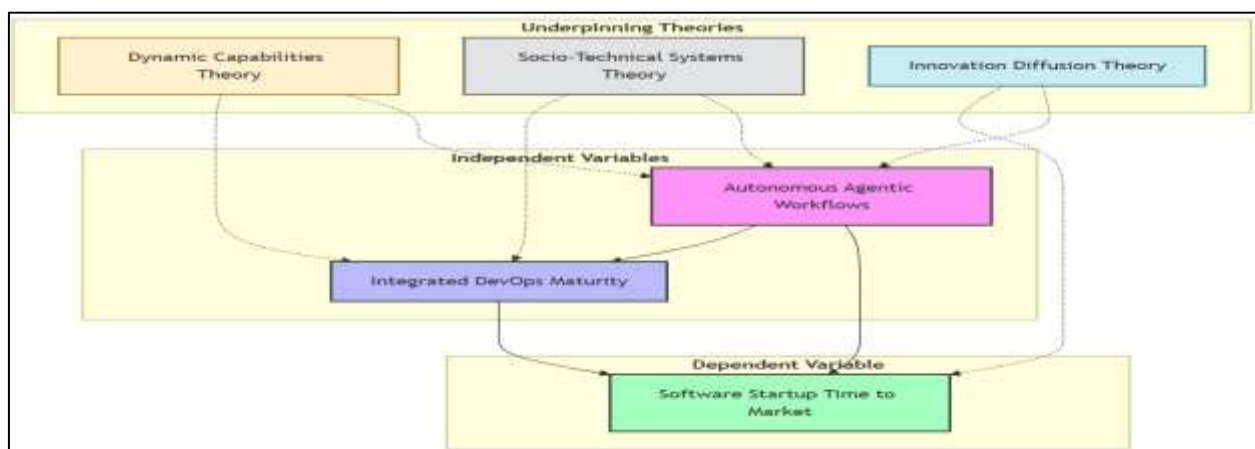 Underpinning Theories
Dynamic Capabilities
Theory
Socio-Technical Systems
Theory
Innovation Diffusion Theory
Independent Variables
Autonomous Agentic
Workflows
Integrated DevOps Maturity
Dependent Variable
Software Startup Time to
Market